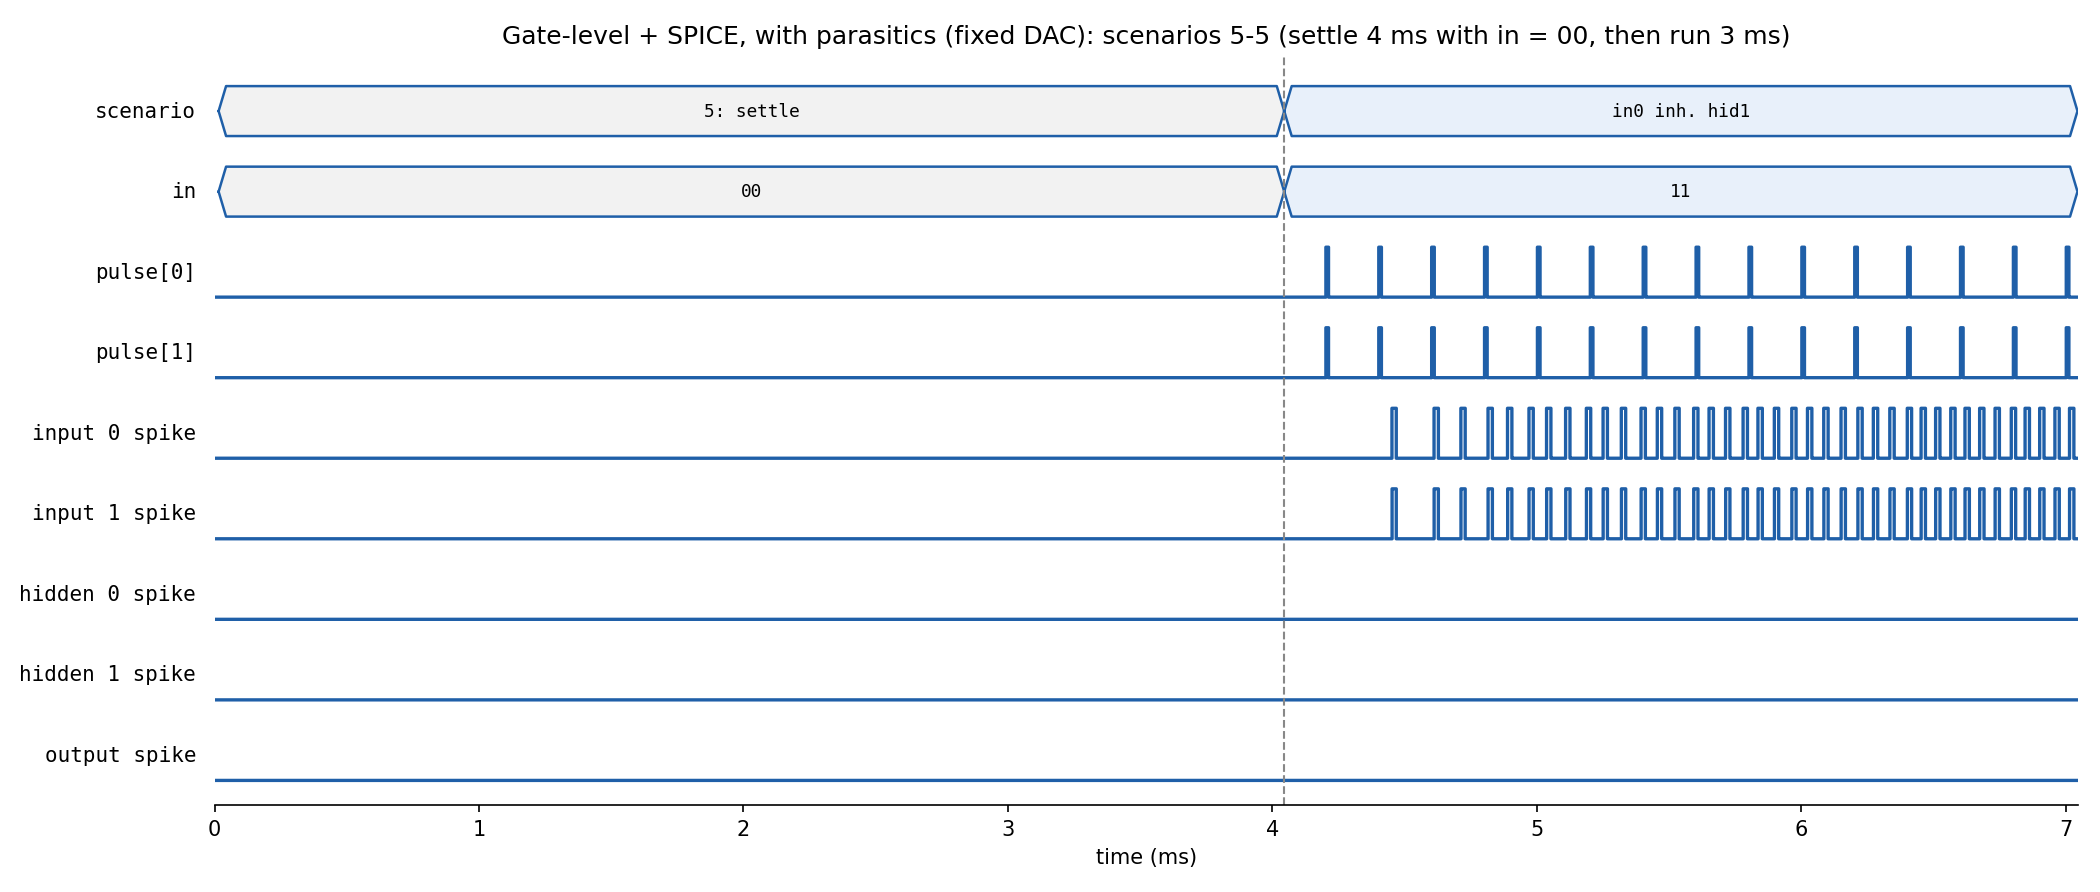 Gate-level + SPICE, with parasitics (fixed DAC): scenarios 5-5 (settle 4 ms with in = 00, then run 3 ms)
scenario
5: settle
in0 inh. hid1
in
00
11
pulse[0]
pulse[1]
input 0 spike
input 1 spike
hidden 0 spike
hidden 1 spike
output spike
0 1 2 3 4 5 6 7
time (ms)